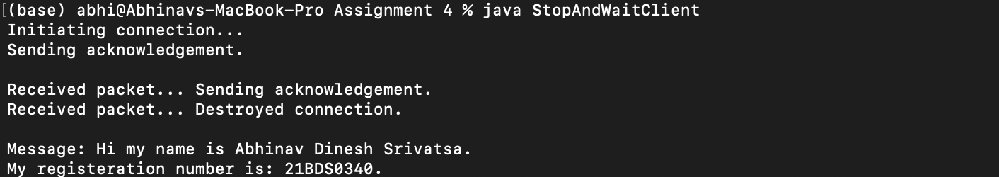 [(base) abhi@Abhinavs-MacBook-Pro Assignment 4 % java StopAndWaitClient
Initiating connection...
Sending acknowledgement.
Received packet... Sending acknowledgement.
Received packet... Destroyed connection.
Message: Hi my name is Abhinav Dinesh Srivatsa.
My registeration number is: 21BDS0340.